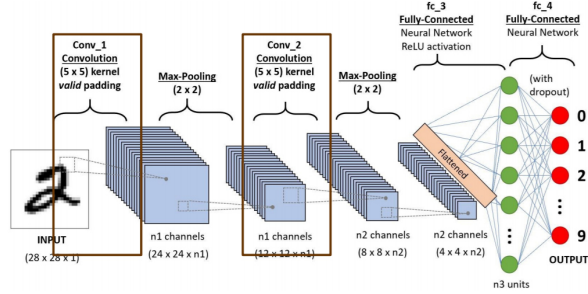 Conv_1
Convolution
(5 x 5) kernel
valid padding
Max-Pooling
(2 x 2)
Conv_2
Convolution
(5 x 5) kernel
valid padding
Max-Pooling
(2 x 2)
fc_3
Fully-Connected
Neural Network
ReLU activation
fc_4
Fully-Connected
Neural Network
(with
dropout)
2
Flattened
0
1
2
9
INPUT
(28 x 28 x 1)
n1 channels
(24 x 24 x n1)
n1 channels
(12 x 12 x n1)
n2 channels
(8 x 8 x n2)
n2 channels
(4 x 4 x n2)
n3 units
OUTPUT